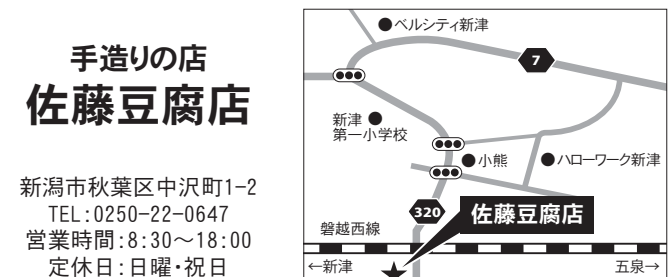 手造りの店
佐藤豆腐店
新潟市秋葉区中沢町1-2
TEL:0250-22-0647
営業時間:8:30〜18:00
定休日:日曜・祝日
●ベルシティ新津
7
新津●
第一小学校
●小熊
●ハローワーク新津
320
佐藤豆腐店
磐越西線
←新津
五泉→